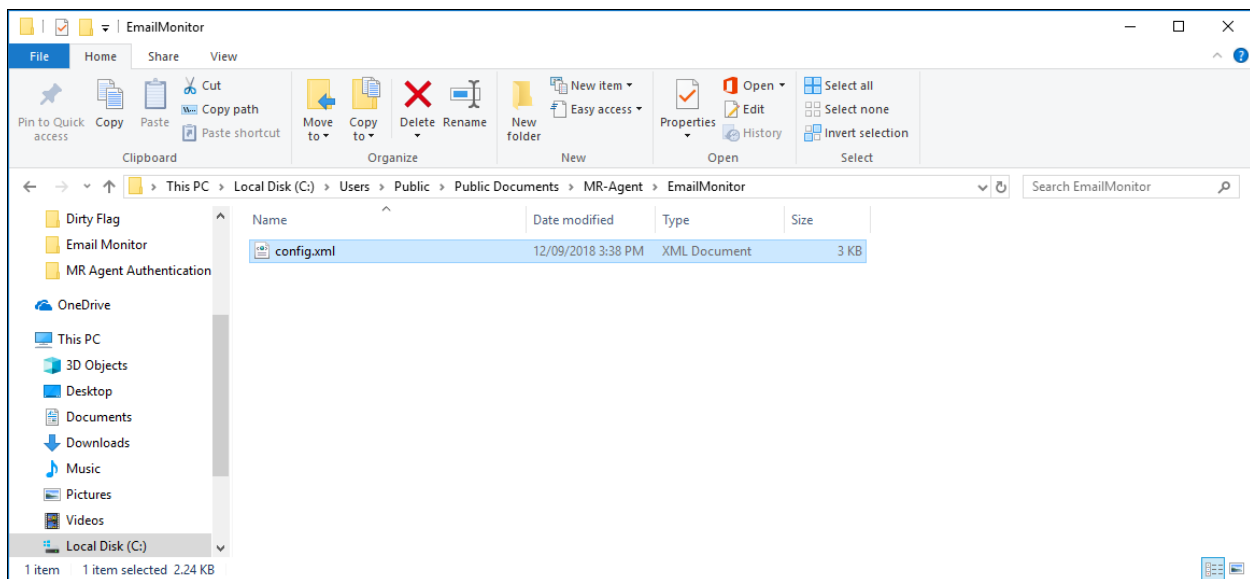 EmailMonitor
File Home Share View
Pin to Quick access
Copy
Paste
Cut
Copy path
Paste shortcut
Clipboard
Move to
Copy to
Delete
Rename
Organize
New folder
New item
Easy access
New
Properties
Open
Edit
History
Open
Select all
Select none
Invert selection
Select
This PC > Local Disk (C:) > Users > Public > Public Documents > MR-Agent > EmailMonitor
Search EmailMonitor
Dirty Flag
Email Monitor
MR Agent Authentication
OneDrive
This PC
3D Objects
Desktop
Documents
Downloads
Music
Pictures
Videos
Local Disk (C:)
Name Date modified Type Size
config.xml 12/09/2018 3:38 PM XML Document 3 KB
1 item 1 item selected 2.24 KB